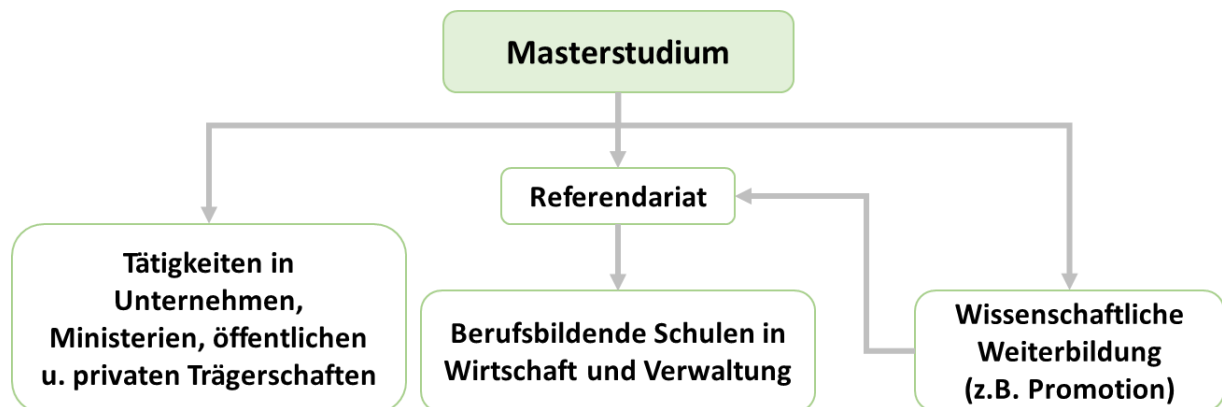 Masterstudium
Referendariat
Tätigkeiten in
Unternehmen,
Ministerien, öffentlichen
u. privaten Trägerschaften
Berufsbildende Schulen in
Wirtschaft und Verwaltung
Wissenschaftliche
Weiterbildung
(z.B. Promotion)